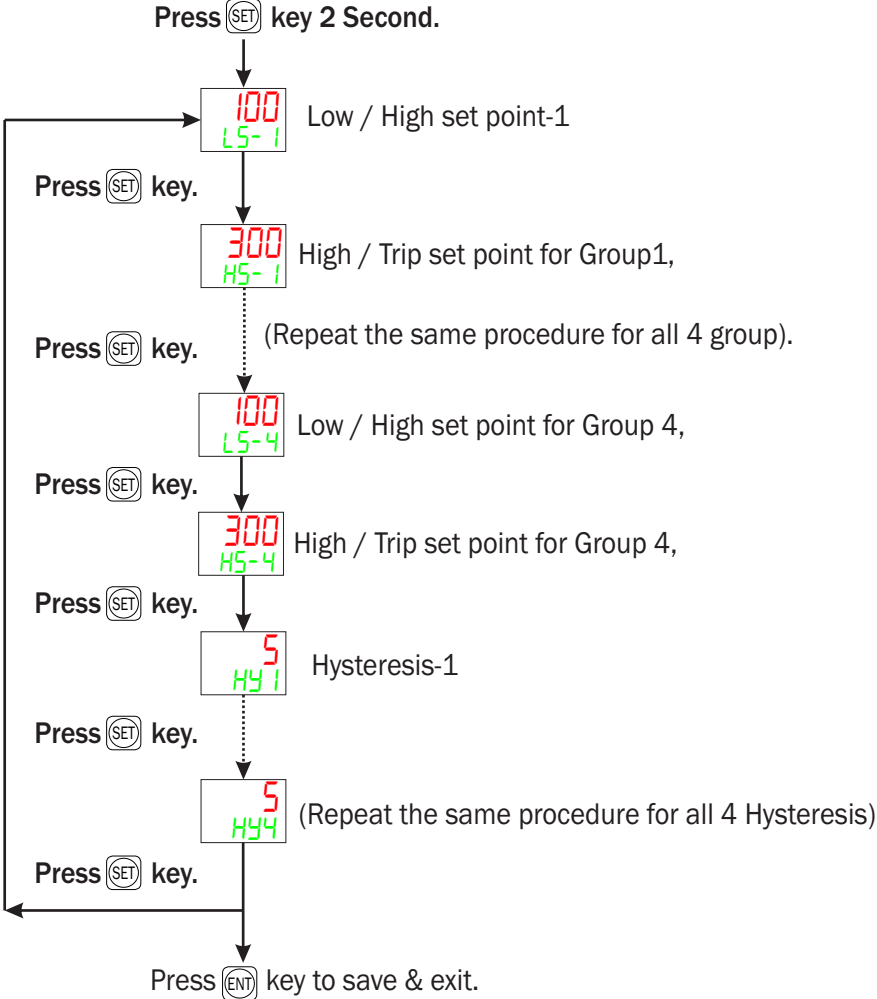 Press SET key 2 Second.
100
LS-1
Low / High set point-1
Press SET key.
300
HS-1
High / Trip set point for Group1,
(Repeat the same procedure for all 4 group).
Press SET key.
100
LS-4
Low / High set point for Group 4,
Press SET key.
300
HS-4
High / Trip set point for Group 4,
Press SET key.
5
HY1
Hysteresis-1
Press SET key.
5
HY4
(Repeat the same procedure for all 4 Hysteresis)
Press SET key.
Press ENT key to save & exit.